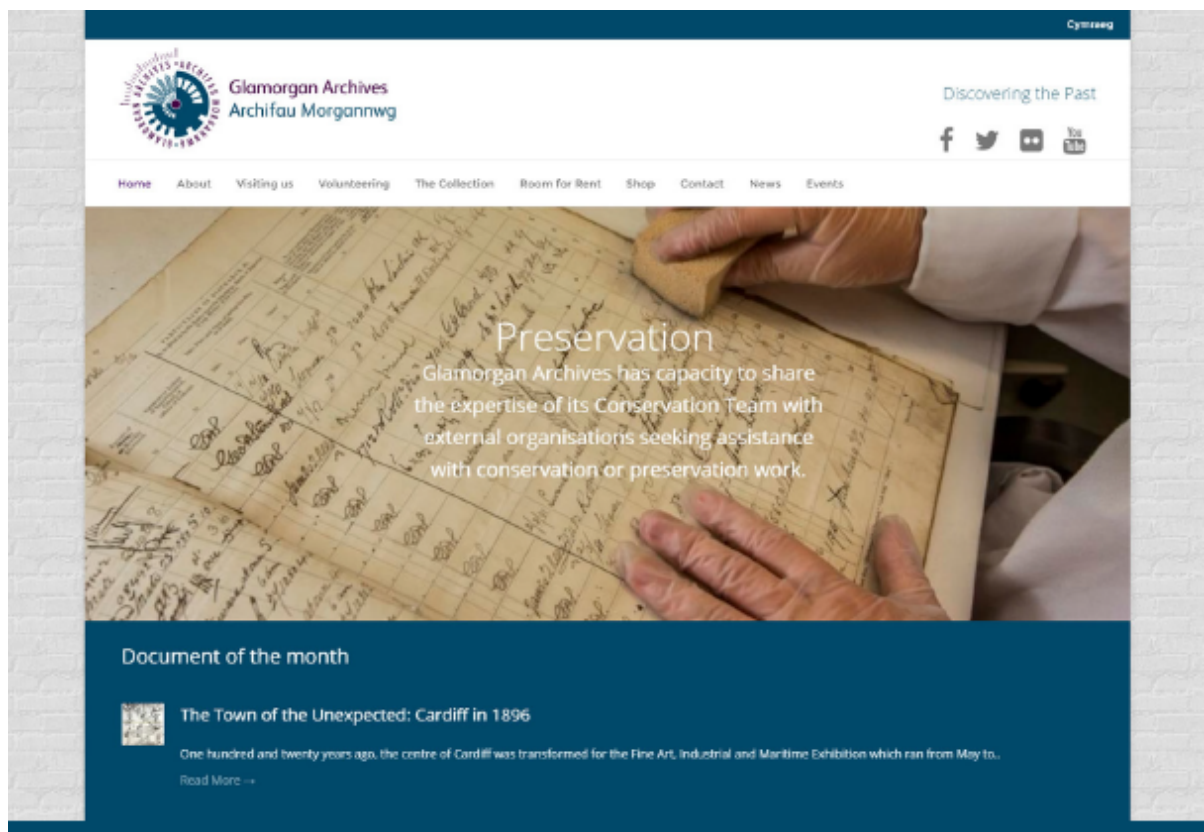 Cymraeg
Glamorgan Archives
Archifau Morgannwg
Discovering the Past
You
Tube
Home About Visiting us Volunteering The Collection Room for Rent Shop Contact News Events
Preservation
Glamorgan Archives has capacity to share
the expertise of its Conservation Team with
external organisations seeking assistance
with conservation or preservation work.
Document of the month
The Town of the Unexpected: Cardiff in 1896
One hundred and twenty years ago, the centre of Cardiff was transformed for the Fine Art, Industrial and Maritime Exhibition which ran from May to..
Read More →